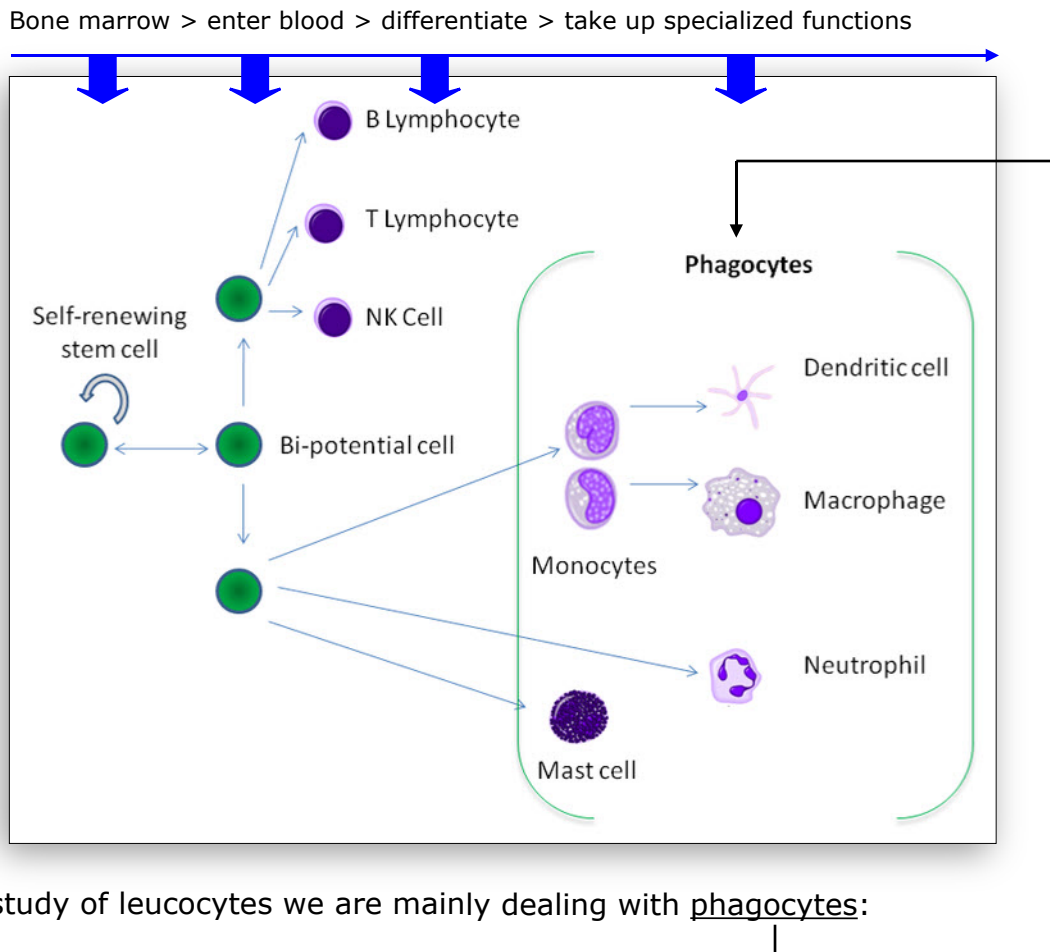 Bone marrow > enter blood > differentiate > take up specialized functions
B Lymphocyte
T Lymphocyte
Phagocytes
Self-renewing
stem cell
NK Cell
Dendritic cell
Bi-potential cell
Macrophage
Monocytes
Neutrophil
Mast cell
study of leucocytes we are mainly dealing with phagocytes: